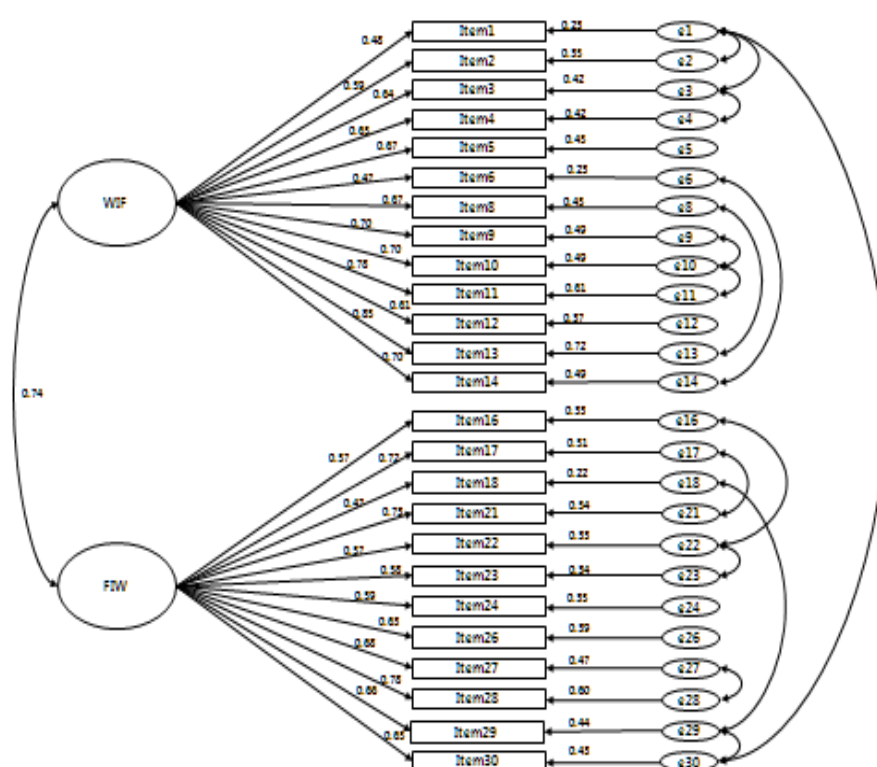 0.48 Item1 0.23 e1
0.59 Item2 0.35 e2
0.64 Item3 0.42 e3
0.65 Item4 0.42 e4
0.67 Item5 0.45 e5
0.47 Item6 0.23 e6
WIF
0.67 Item8 0.45 e8
0.70 Item9 0.49 e9
0.70 Item10 0.49 e10
0.78 Item11 0.61 e11
0.61 Item12 0.37 e12
0.85 Item13 0.72 e13
0.70 Item14 0.49 e14
0.74
0.57 Item16 0.33 e16
0.72 Item17 0.51 e17
0.47 Item18 0.22 e18
0.73 Item21 0.54 e21
0.57 Item22 0.33 e22
0.58 Item23 0.34 e23
FIW
0.59 Item24 0.35 e24
0.63 Item26 0.39 e26
0.68 Item27 0.47 e27
0.78 Item28 0.60 e28
0.66 Item29 0.44 e29
0.65 Item30 0.45 e30